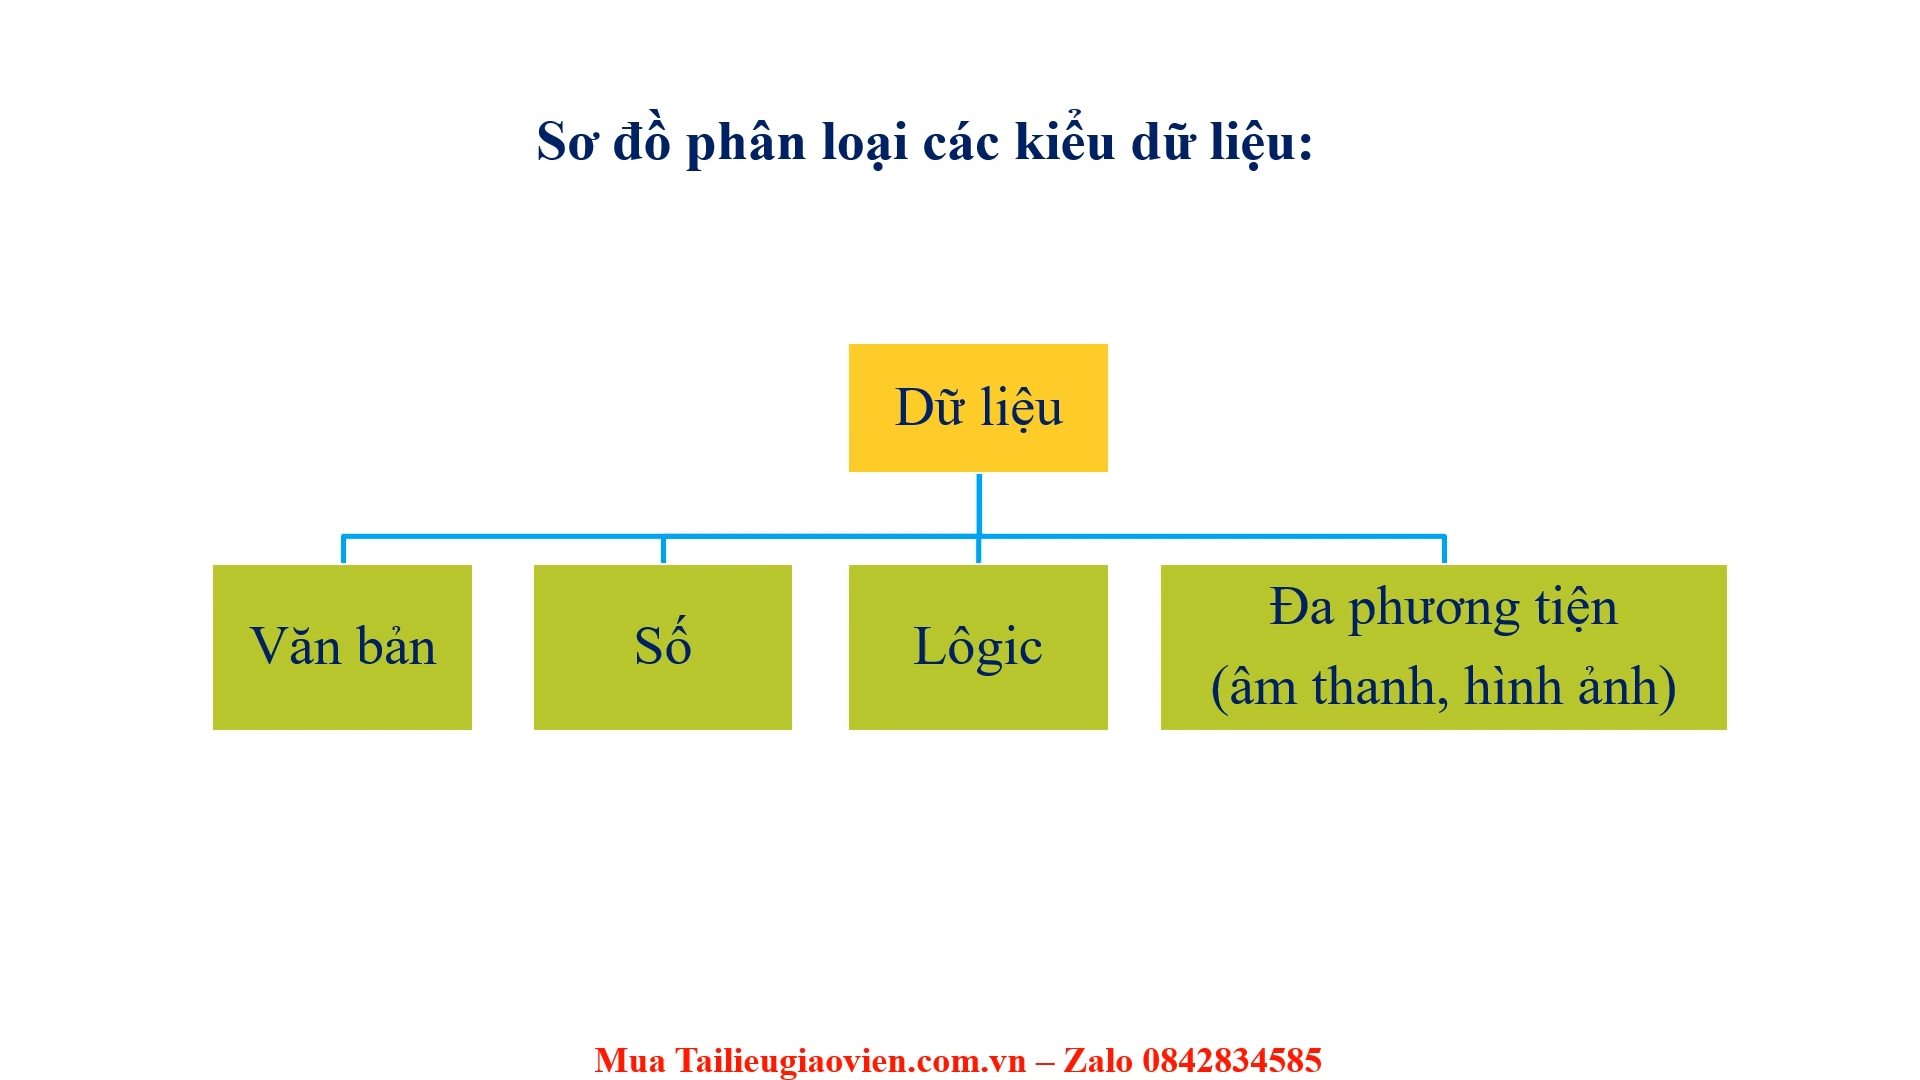 Sơ đồ phân loại các kiểu dữ liệu:
Dữ liệu
Văn bản
Số
Lôgic
Đa phương tiện
(âm thanh, hình ảnh)
Mua Tailieugiaovien.com.vn – Zalo 0842834585